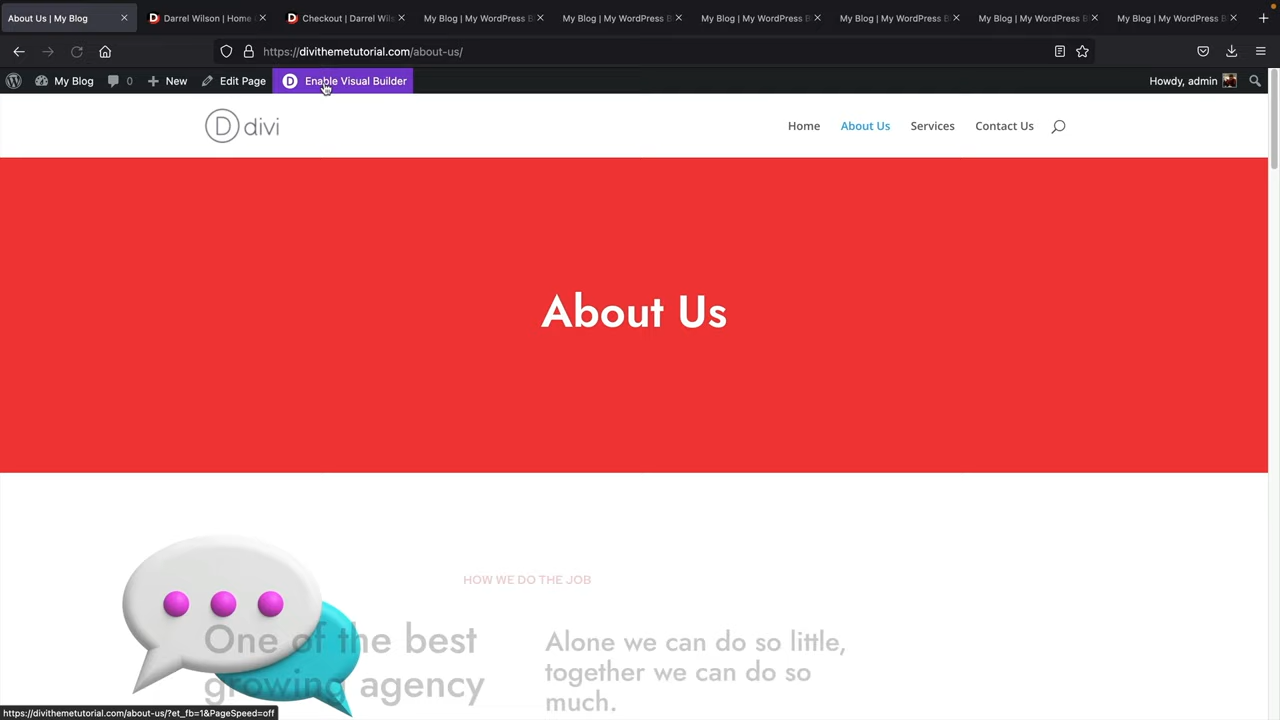 About Us | My Blog
Darrel Wilson | Home
Checkout | Darrel Wils
My Blog | My WordPress B
My Blog | My WordPress B
My Blog | My WordPress B
My Blog | My WordPress B
My Blog | My WordPress B
My Blog | My WordPress B
https://divithemetutorial.com/about-us/
My Blog
0
New
Edit Page
D
Enable Visual Builder
Howdy, admin
D divi
Home
About Us
Services
Contact Us
About Us
HOW WE DO THE JOB
One of the best
growing agency
Alone we can do so little,
together we can do so
much.
https://divithemetutorial.com/about-us/?et_fb=1&PageSpeed=off